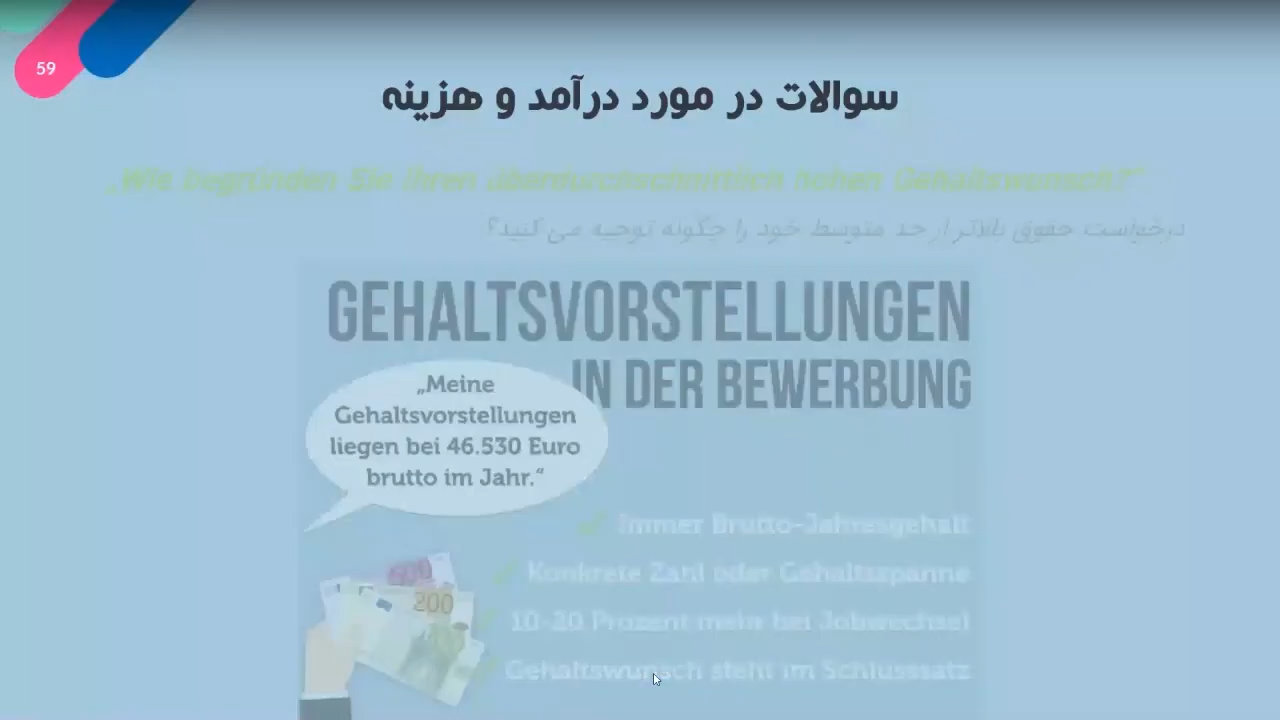 59
سوالات در مورد درآمد و هزینه
„Wie begründen Sie Ihren überdurchschnittlich hohen Gehaltswunsch?“
درخواست حقوق بالاتر از حد متوسط خود را چگونه توجیه می کنید؟
GEHALTSVORSTELLUNGEN
IN DER BEWERBUNG
„Meine
Gehaltsvorstellungen
liegen bei 46.530 Euro
brutto im Jahr.“
Immer Brutto-Jahresgehalt
Konkrete Zahl oder Gehaltszpanne
10-20 Prozent mehr bei Jobwechsel
Gehaltswunsch steht im Schlusssatz
500
200